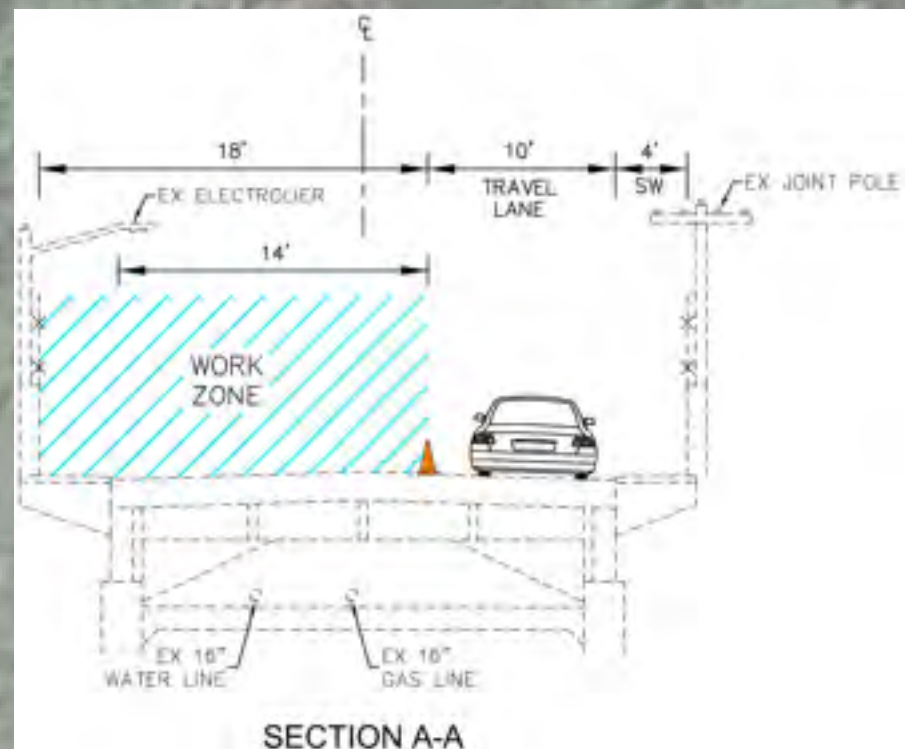 ℄
18'
10'
4'
TRAVEL
LANE
SW
EX ELECTROLIER
EX JOINT POLE
14'
WORK
ZONE
EX 16"
WATER LINE
EX 16"
GAS LINE
SECTION A-A